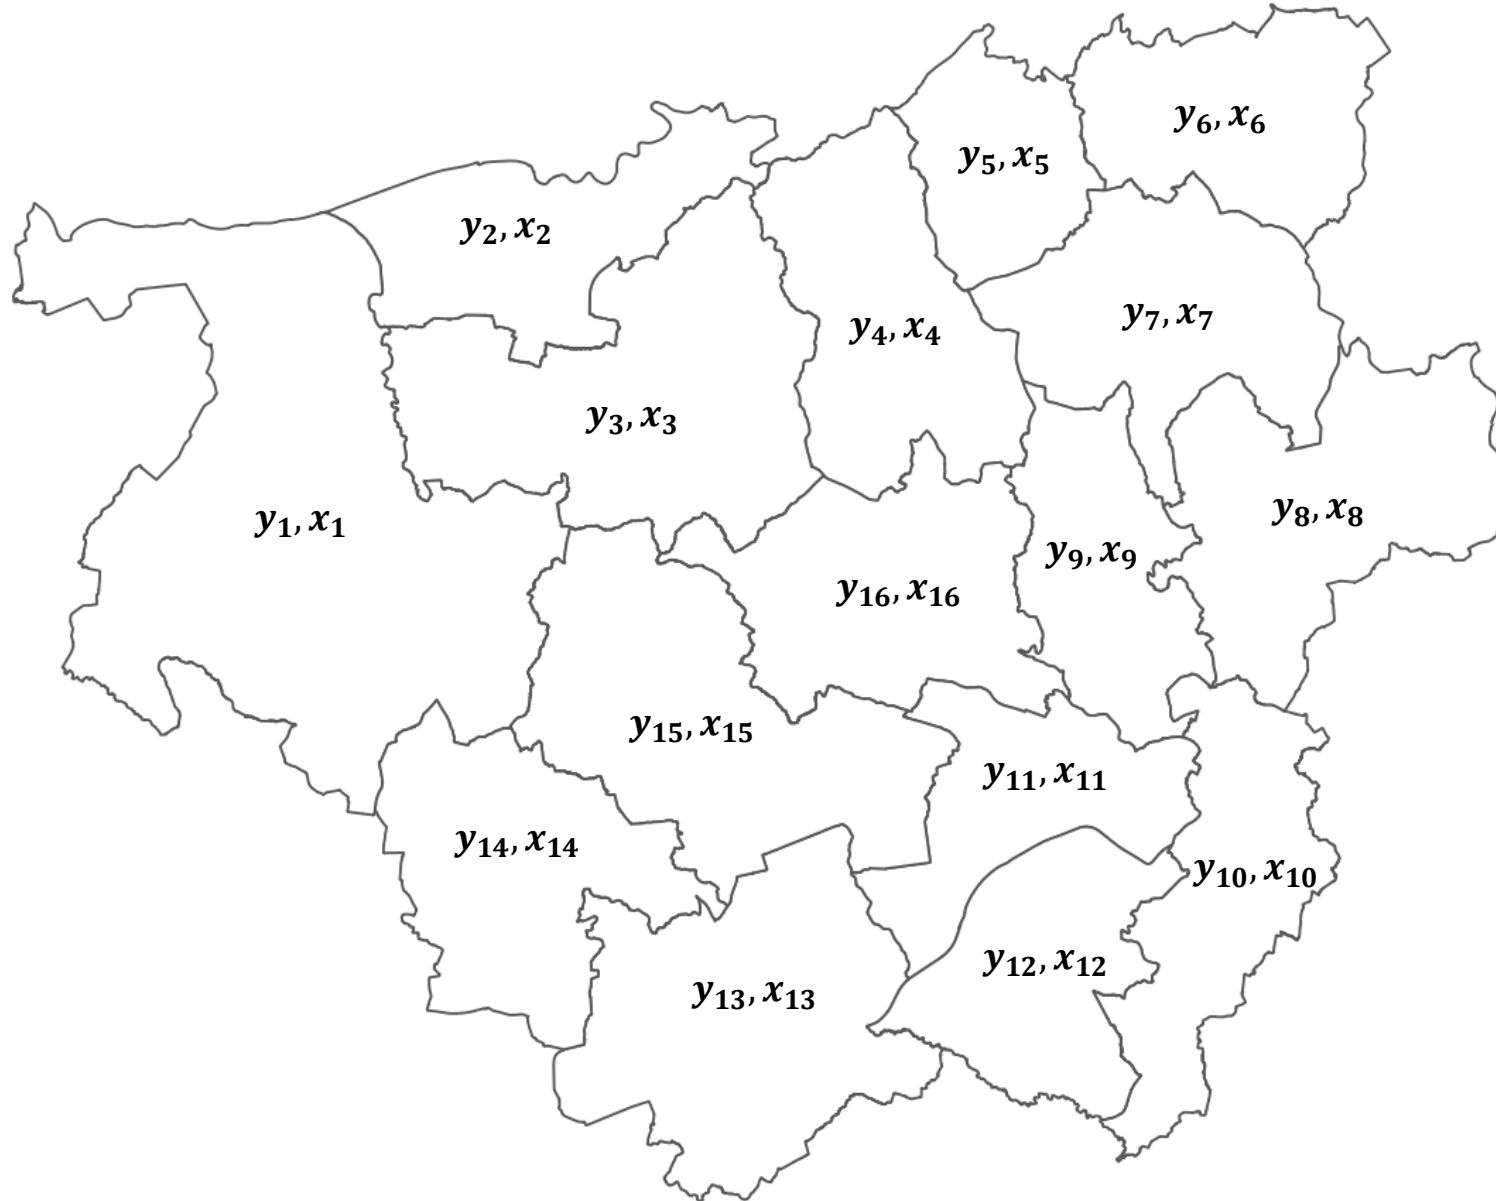 y₆, x₆
y₅, x₅
y₂, x₂
y₇, x₇
y₄, x₄
y₃, x₃
y₈, x₈
y₁, x₁
y₉, x₉
y₁₆, x₁₆
y₁₅, x₁₅
y₁₁, x₁₁
y₁₄, x₁₄
y₁₀, x₁₀
y₁₂, x₁₂
y₁₃, x₁₃